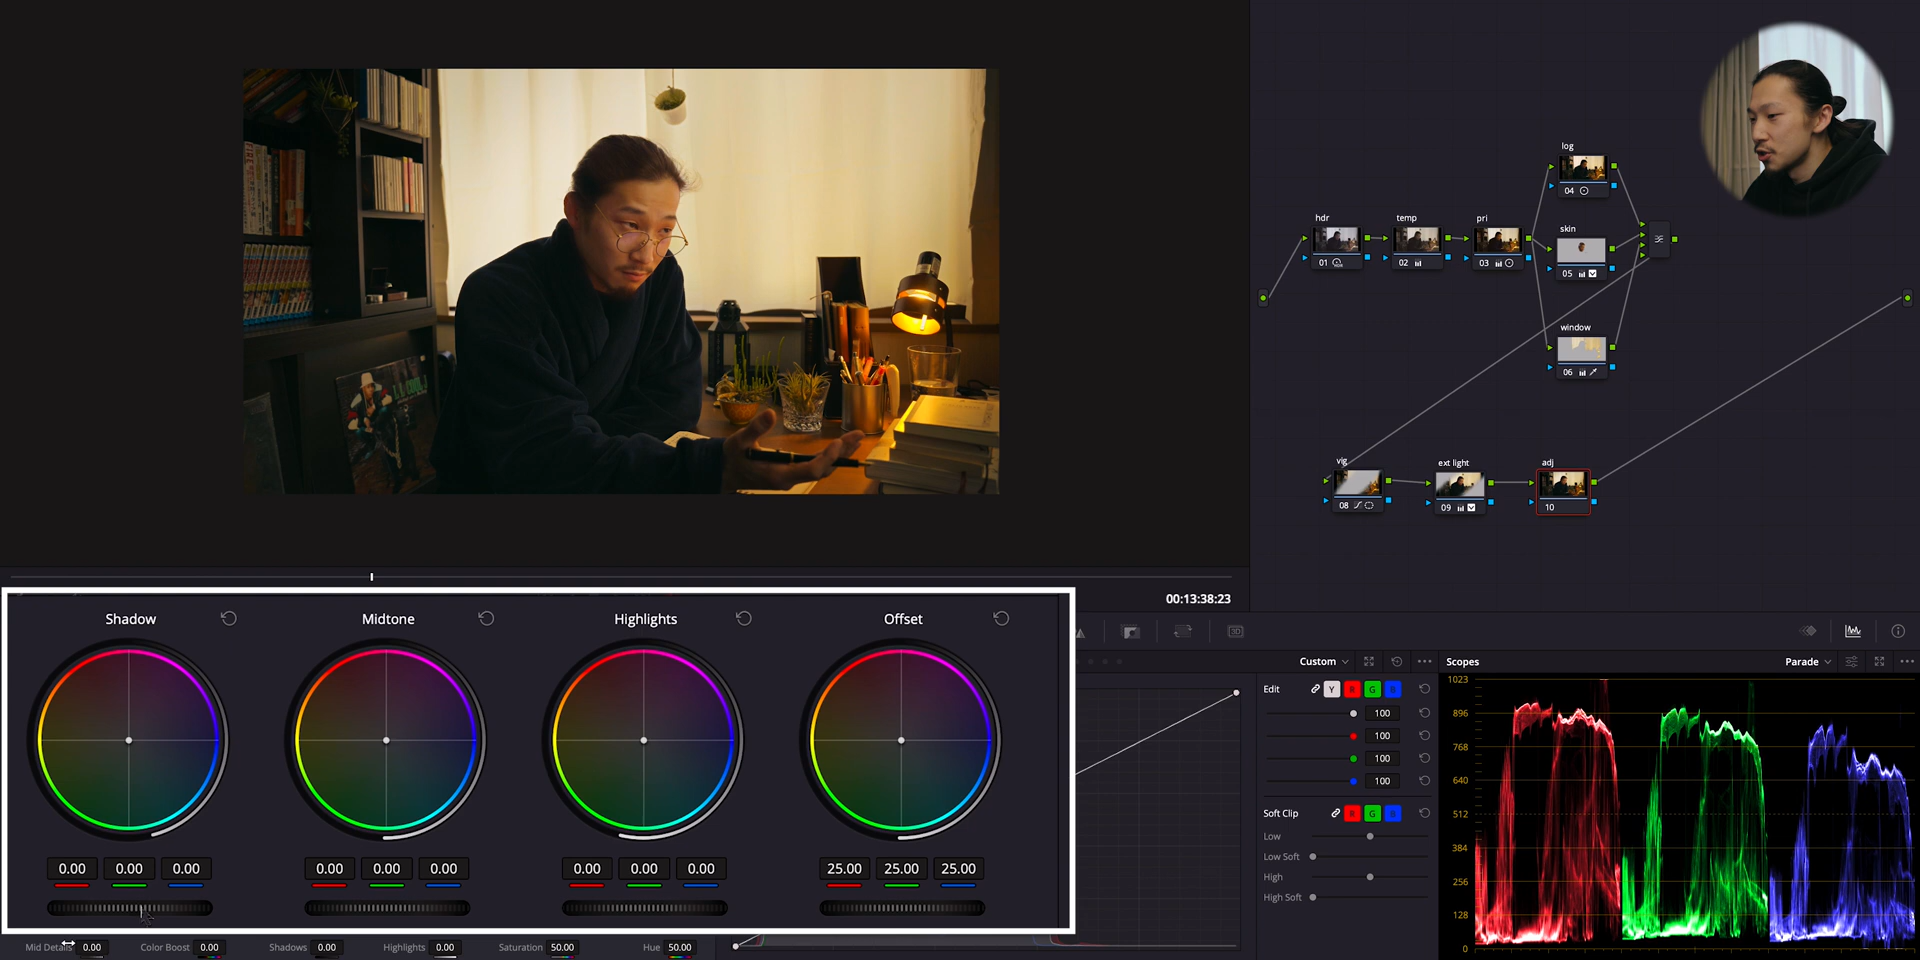 log
04
hdr
temp
pri
skin
01
02
03
05
window
06
vig
ext light
adj
08
09
10
00:13:38:23
Shadow
Midtone
Highlights
Offset
3D
Custom
Scopes
Parade
Edit
Y
R
G
B
100
100
100
100
Soft Clip
R
G
B
Low
Low Soft
High
High Soft
1023
896
768
640
512
384
256
128
0
0.00 0.00 0.00
0.00 0.00 0.00
0.00 0.00 0.00
25.00 25.00 25.00
Mid Details 0.00
Color Boost 0.00
Shadows 0.00
Highlights 0.00
Saturation 50.00
Hue 50.00